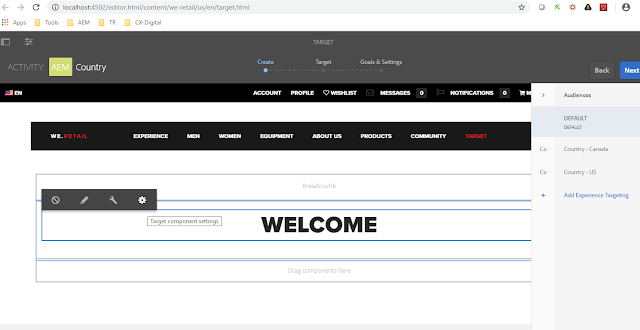 localhost:4502/editor.html/content/we-retail/us/en/target.html
Apps Tools AEM TR CX-Digital
TARGET
ACTIVITY AEM Country
Create Target Goals & Settings
Back Next
EN ACCOUNT PROFILE WISHLIST MESSAGES 0 NOTIFICATIONS 0 M
WE.RETAIL EXPERIENCE MEN WOMEN EQUIPMENT ABOUT US PRODUCTS COMMUNITY TARGET
Breadcrumb
Target component settings
WELCOME
Drag components here
Audiences
DEFAULT
DEFAULT
Co Country - Canada
Co Country - US
+ Add Experience Targeting